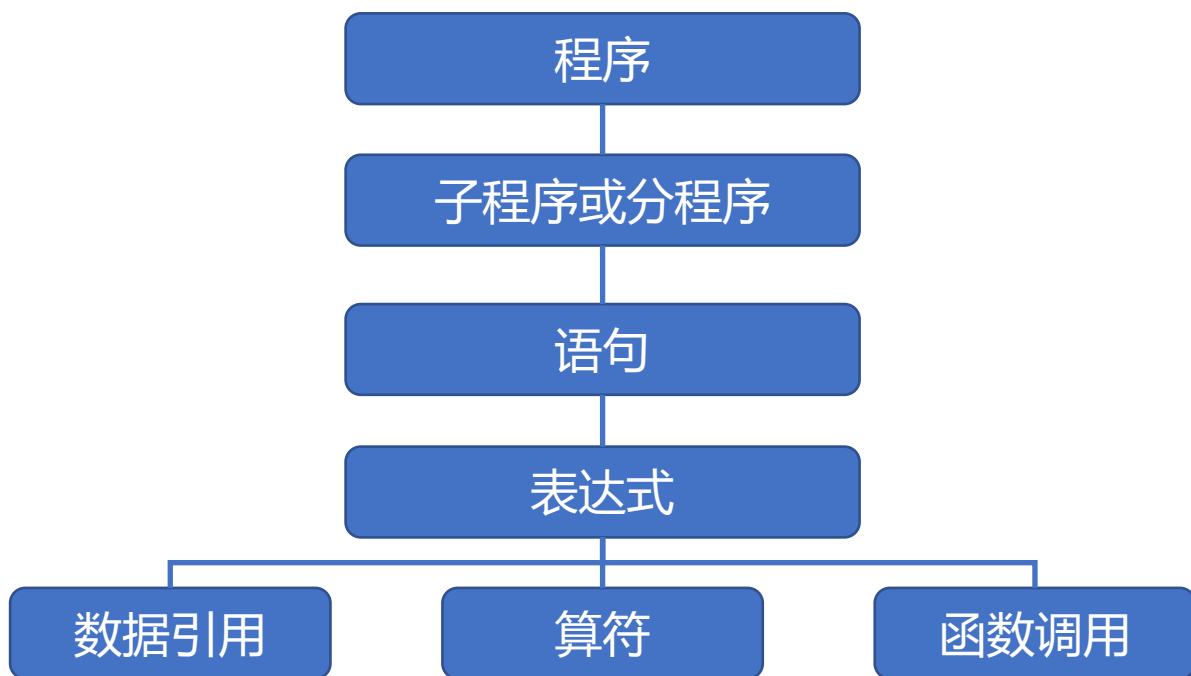 程序
子程序或分程序
语句
表达式
数据引用
算符
函数调用